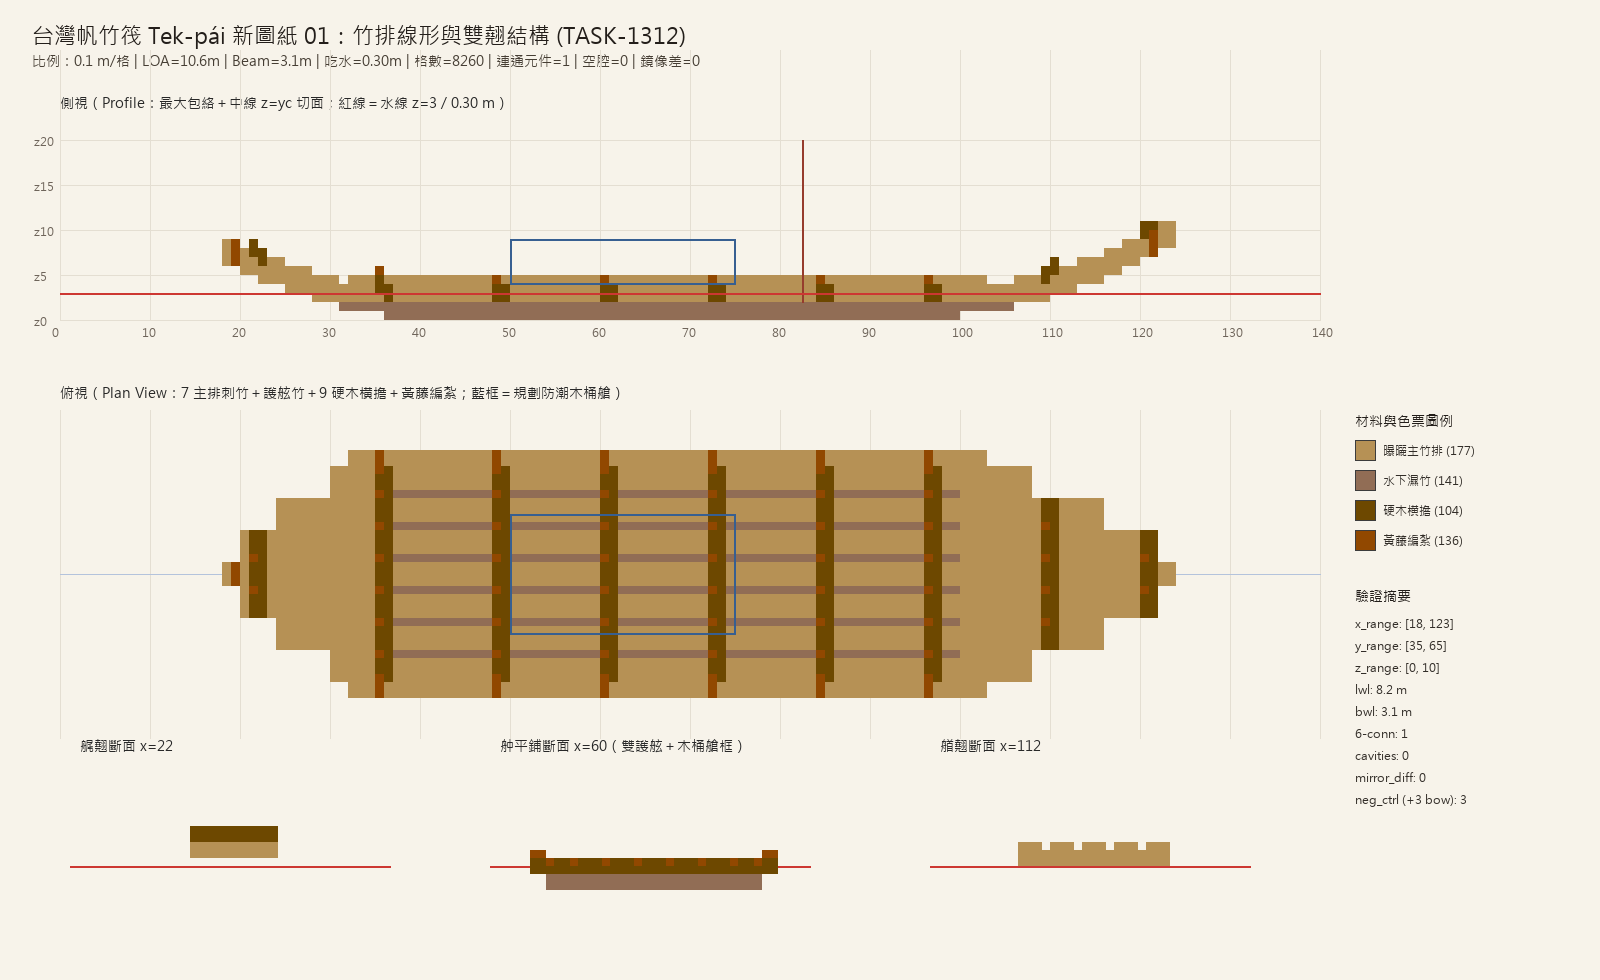 台灣帆竹筏 Tek-pái 新圖紙 01：竹排線形與雙翹結構 (TASK-1312)
比例：0.1 m/格 | LOA=10.6m | Beam=3.1m | 吃水=0.30m | 格數=8260 | 連通元件=1 | 空腔=0 | 鏡像差=0
側視（Profile：最大包絡＋中線 z=yc 切面；紅線＝水線 z=3 / 0.30 m）
z20
z15
z10
z5
z0
0 10 20 30 40 50 60 70 80 90 100 110 120 130 140
俯視（Plan View：7 主排刺竹＋護舷竹＋9 硬木橫擔＋黃藤編紮；藍框＝規劃防潮木桶艙）
材料與色票圖例
曝曬主竹排 (177)
水下濕竹 (141)
硬木橫擔 (104)
黃藤編紮 (136)
驗證摘要
x_range: [18, 123]
y_range: [35, 65]
z_range: [0, 10]
lwl: 8.2 m
bwl: 3.1 m
6-conn: 1
cavities: 0
mirror_diff: 0
neg_ctrl (+3 bow): 3
艉翹斷面 x=22
舯平鋪斷面 x=60（雙護舷＋木桶艙框）
艏翹斷面 x=112